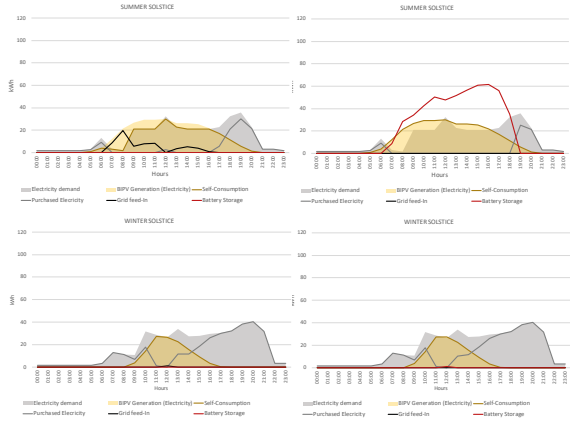 SUMMER SOLSTICE
120
100
80
60
40
20
0
kWh
00:00 01:00 02:00 03:00 04:00 05:00 06:00 07:00 08:00 09:00 10:00 11:00 12:00 13:00 14:00 15:00 16:00 17:00 18:00 19:00 20:00 21:00 22:00 23:00
Hours
Electricity demand BIPV Generation (Electricity) Self-Consumption
Purchased Elecricity Grid feed-In Battery Storage
SUMMER SOLSTICE
120
100
80
60
40
20
0
00:00 01:00 02:00 03:00 04:00 05:00 06:00 07:00 08:00 09:00 10:00 11:00 12:00 13:00 14:00 15:00 16:00 17:00 18:00 19:00 20:00 21:00 22:00 23:00
Hours
Electricity demand BIPV Generation (Electricity) Self-Consumption
Purchased Elecricity Grid feed-In Battery Storage
WINTER SOLSTICE
120
100
80
60
40
20
0
kWh
00:00 01:00 02:00 03:00 04:00 05:00 06:00 07:00 08:00 09:00 10:00 11:00 12:00 13:00 14:00 15:00 16:00 17:00 18:00 19:00 20:00 21:00 22:00 23:00
Hours
Electricity demand BIPV Generation (Electricity) Self-Consumption
Purchased Elecricity Grid feed-In Battery Storage
WINTER SOLSTICE
120
100
80
60
40
20
0
00:00 01:00 02:00 03:00 04:00 05:00 06:00 07:00 08:00 09:00 10:00 11:00 12:00 13:00 14:00 15:00 16:00 17:00 18:00 19:00 20:00 21:00 22:00 23:00
Hours
Electricity demand BIPV Generation (Electricity) Self-Consumption
Purchased Elecricity Grid feed-In Battery Storage